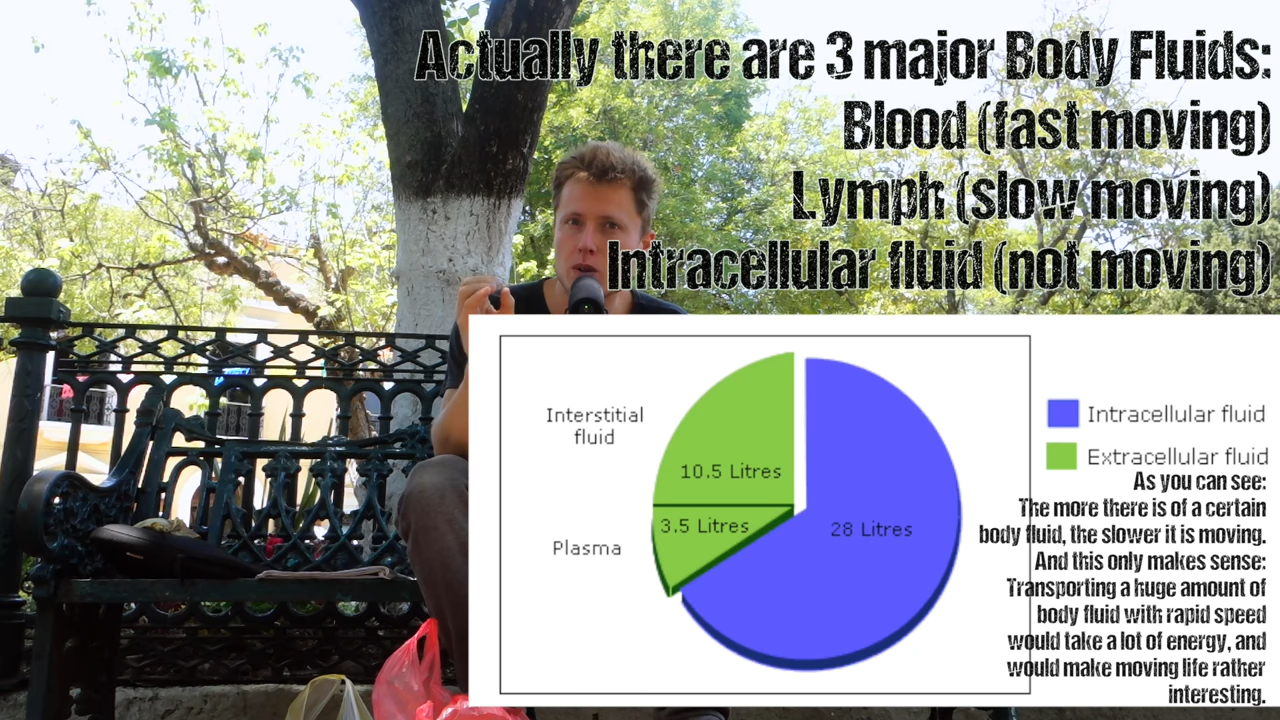 Actually there are 3 major Body Fluids:
Blood (fast moving)
Lymph (slow moving)
Intracellular fluid (not moving)
Interstitial
fluid
10.5 Litres
3.5 Litres
Plasma
28 Litres
Intracellular fluid
Extracellular fluid
As you can see:
The more there is of a certain
body fluid, the slower it is moving.
And this only makes sense:
Transporting a huge amount of
body fluid with rapid speed
would take a lot of energy, and
would make moving life rather
interesting.